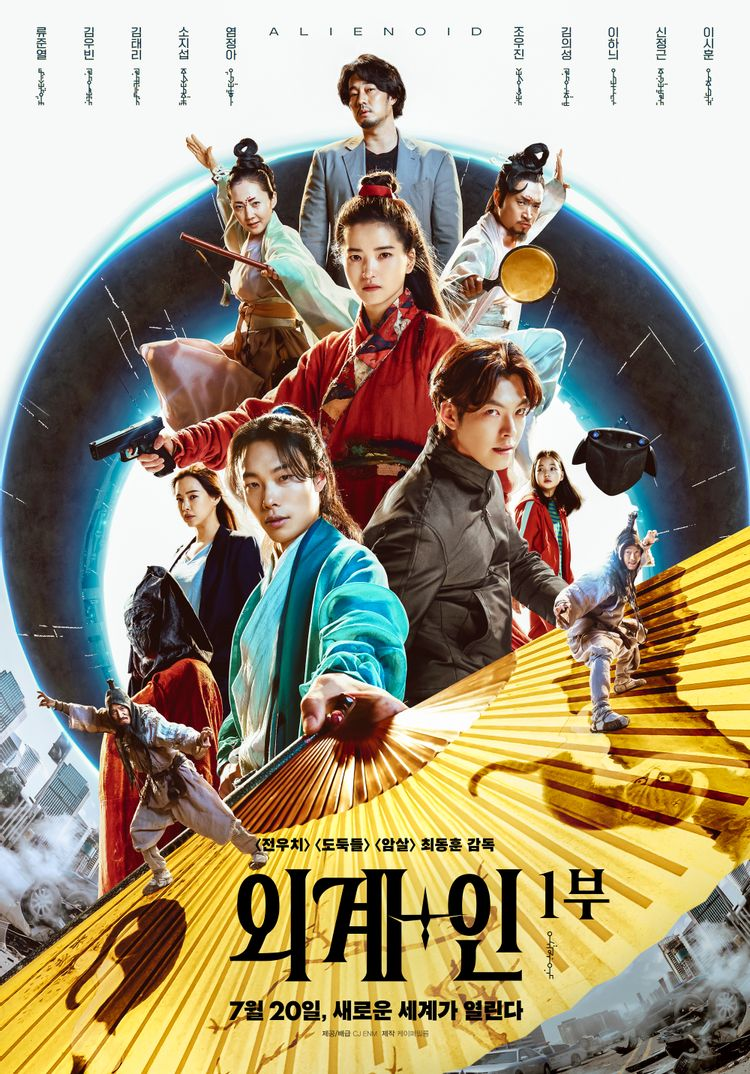 류준열
김우빈
김태리
소지섭
염정아
ALIENOID
조우진
김의성
이하늬
신정근
이시훈
〈전우치〉 〈도둑들〉 〈암살〉 최동훈 감독
외계+인 1부
7월 20일, 새로운 세계가 열린다
제공/배급 CJ ENM 제작 케이퍼필름